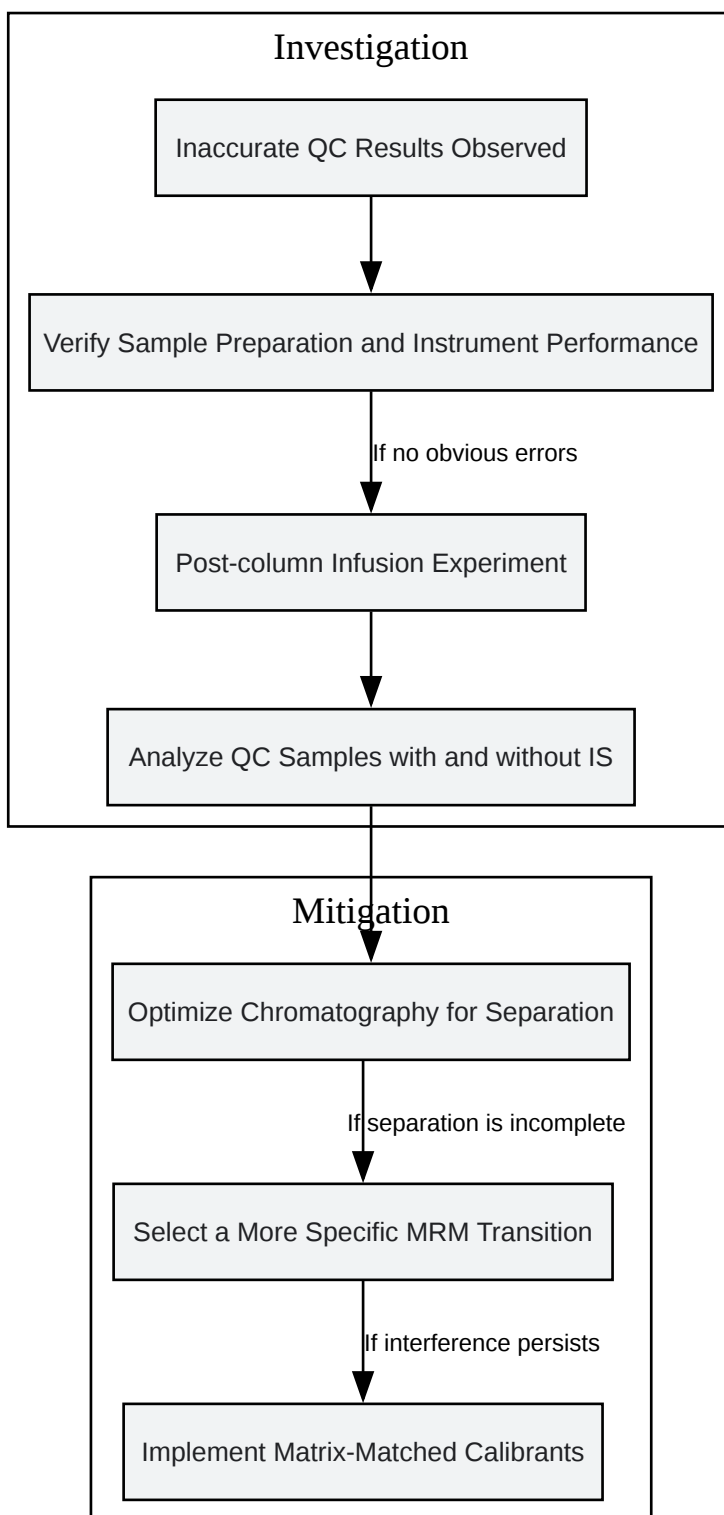 Investigation
Inaccurate QC Results Observed
Verify Sample Preparation and Instrument Performance
If no obvious errors
Post-column Infusion Experiment
Analyze QC Samples with and without IS
Mitigation
Optimize Chromatography for Separation
If separation is incomplete
Select a More Specific MRM Transition
If interference persists
Implement Matrix-Matched Calibrants